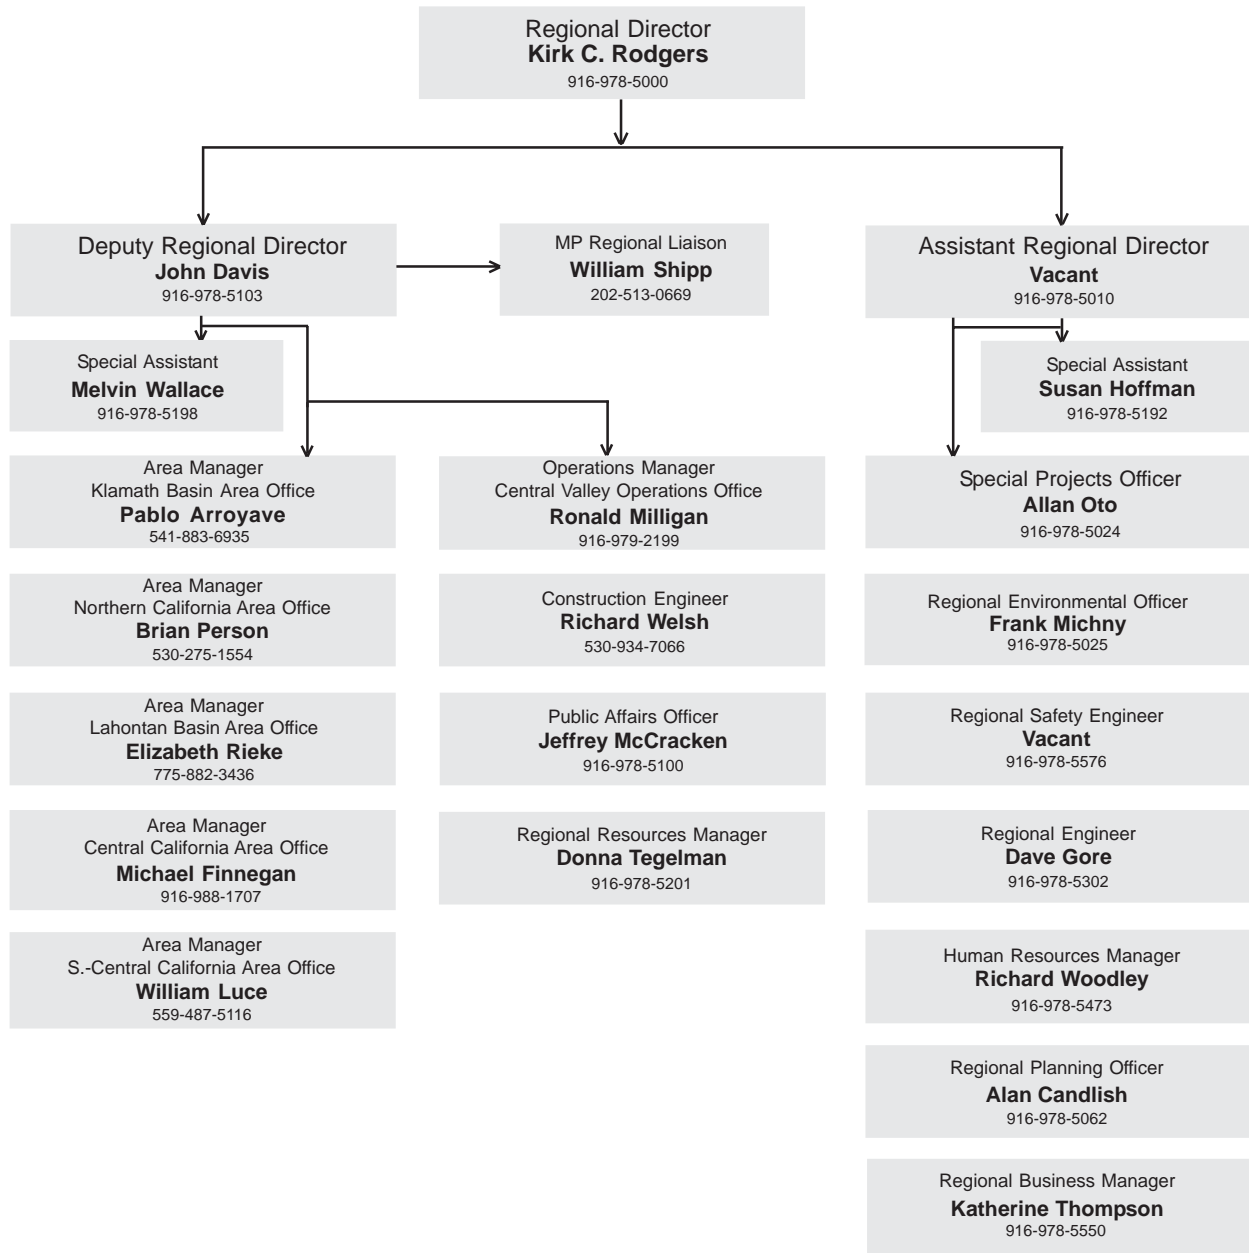 Regional Director
Kirk C. Rodgers
916-978-5000
Deputy Regional Director
John Davis
916-978-5103
MP Regional Liaison
William Shipp
202-513-0669
Assistant Regional Director
Vacant
916-978-5010
Special Assistant
Melvin Wallace
916-978-5198
Special Assistant
Susan Hoffman
916-978-5192
Area Manager
Klamath Basin Area Office
Pablo Arroyave
541-883-6935
Area Manager
Northern California Area Office
Brian Person
530-275-1554
Area Manager
Lahontan Basin Area Office
Elizabeth Rieke
775-882-3436
Area Manager
Central California Area Office
Michael Finnegan
916-988-1707
Area Manager
S.-Central California Area Office
William Luce
559-487-5116
Operations Manager
Central Valley Operations Office
Ronald Milligan
916-979-2199
Construction Engineer
Richard Welsh
530-934-7066
Public Affairs Officer
Jeffrey McCracken
916-978-5100
Regional Resources Manager
Donna Tegelman
916-978-5201
Special Projects Officer
Allan Oto
916-978-5024
Regional Environmental Officer
Frank Michny
916-978-5025
Regional Safety Engineer
Vacant
916-978-5576
Regional Engineer
Dave Gore
916-978-5302
Human Resources Manager
Richard Woodley
916-978-5473
Regional Planning Officer
Alan Candlish
916-978-5062
Regional Business Manager
Katherine Thompson
916-978-5550